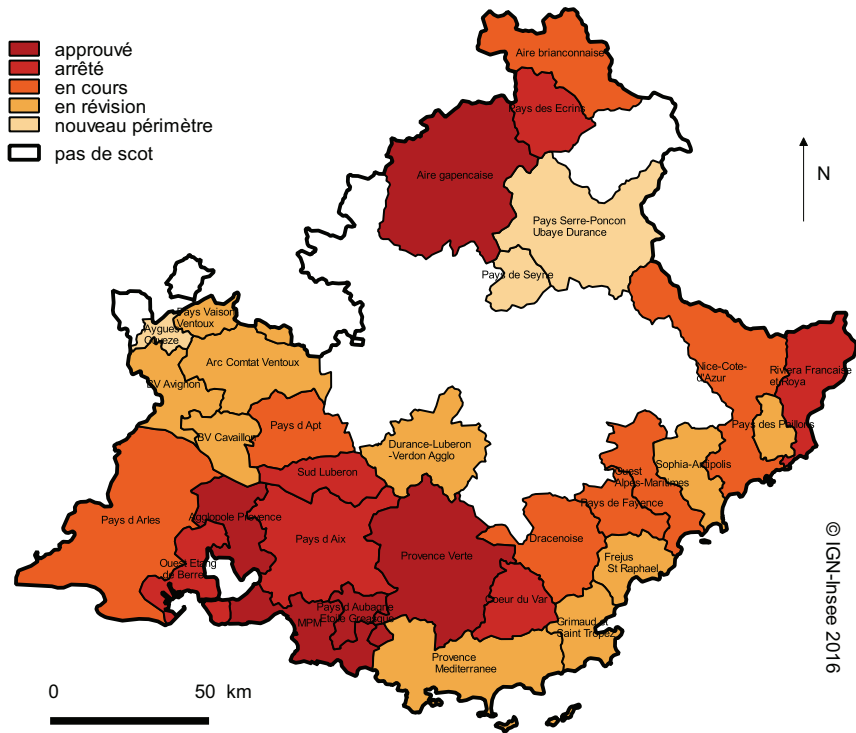 approuvé
arrêté
en cours
en révision
nouveau périmètre
pas de scot
Aire brianconnaise
Pays des Ecrins
N
Aire gapencaise
Pays Serre-Poncon
Ubaye Durance
Pays de Seyne
Pays Vaison
Ventoux
Aygues
Ouveze
Arc Comtat Ventoux
Nice-Cote-
d'Azur
Riviera Francaise
et Roya
BV Avignon
Pays des Paillons
Pays d Apt
BV Cavaillon
Durance-Luberon
-Verdon Agglo
Sud Luberon
Sophia-Antipolis
Ouest
Alpes-Maritimes
Pays de Fayence
Pays d Arles
Agglopole Provence
Pays d Aix
Provence Verte
Dracenoise
Ouest Etang
de Berre
Frejus
St Raphael
Coeur du Var
Pays d Aubagne
Etoile Greasque
MPM
Grimaud et
Saint Tropez
Provence
Mediterranee
0 50 km
© IGN-Insee 2016